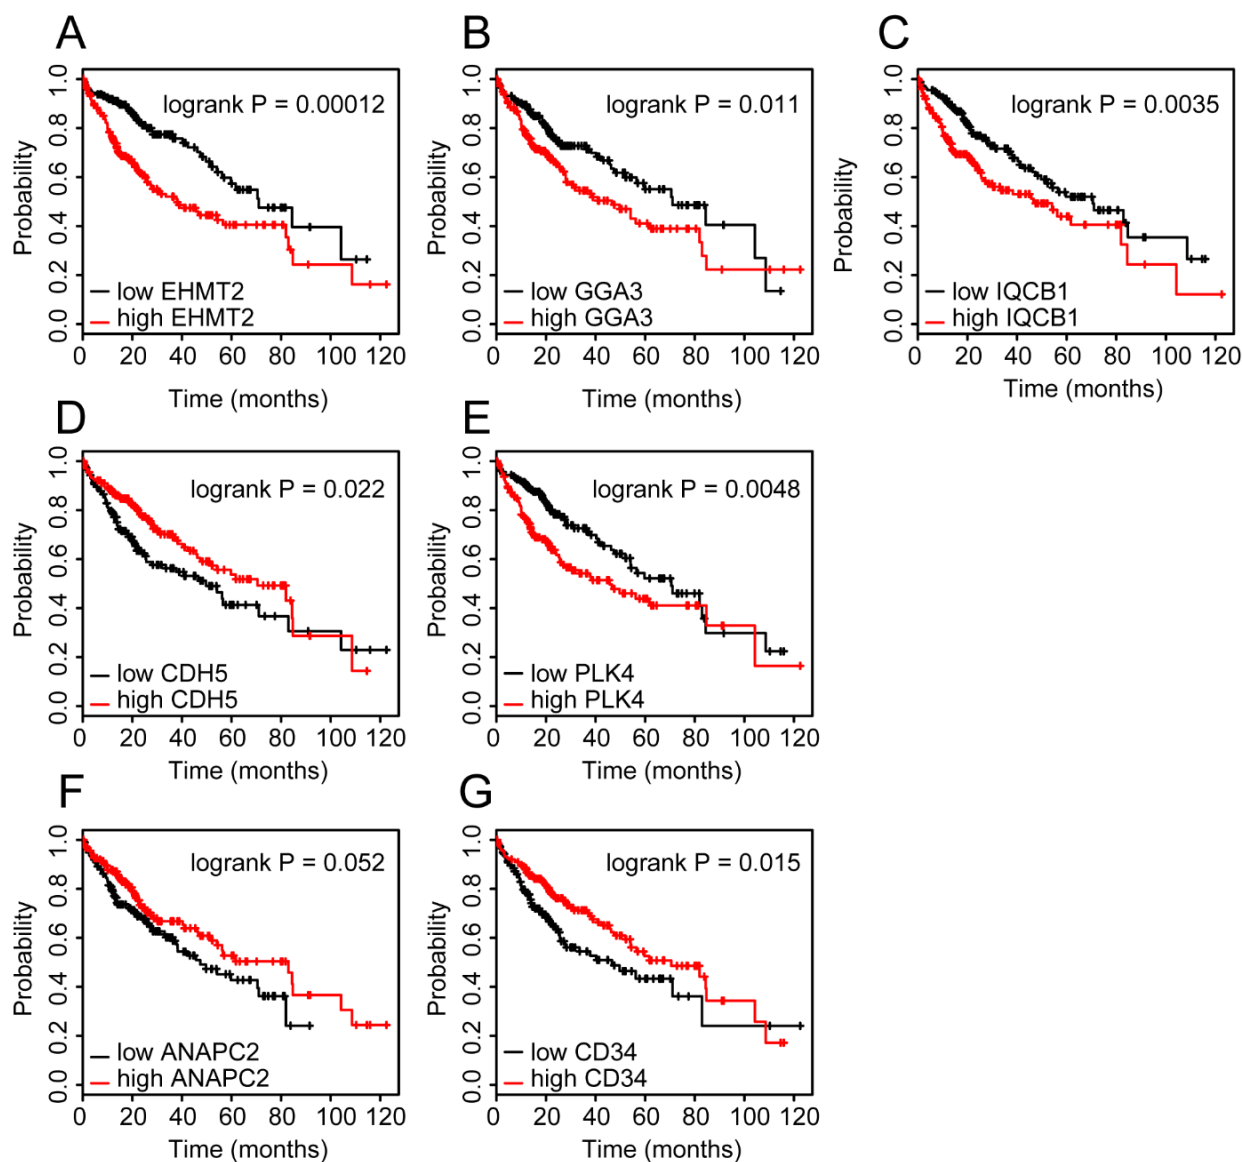 A
Probability
0.0 0.2 0.4 0.6 0.8 1.0
logrank P = 0.00012
low EHMT2
high EHMT2
0 20 40 60 80 100 120
Time (months)
B
Probability
0.0 0.2 0.4 0.6 0.8 1.0
logrank P = 0.011
low GGA3
high GGA3
0 20 40 60 80 100 120
Time (months)
C
Probability
0.0 0.2 0.4 0.6 0.8 1.0
logrank P = 0.0035
low IQCB1
high IQCB1
0 20 40 60 80 100 120
Time (months)
D
Probability
0.0 0.2 0.4 0.6 0.8 1.0
logrank P = 0.022
low CDH5
high CDH5
0 20 40 60 80 100 120
Time (months)
E
Probability
0.0 0.2 0.4 0.6 0.8 1.0
logrank P = 0.0048
low PLK4
high PLK4
0 20 40 60 80 100 120
Time (months)
F
Probability
0.0 0.2 0.4 0.6 0.8 1.0
logrank P = 0.052
low ANAPC2
high ANAPC2
0 20 40 60 80 100 120
Time (months)
G
Probability
0.0 0.2 0.4 0.6 0.8 1.0
logrank P = 0.015
low CD34
high CD34
0 20 40 60 80 100 120
Time (months)